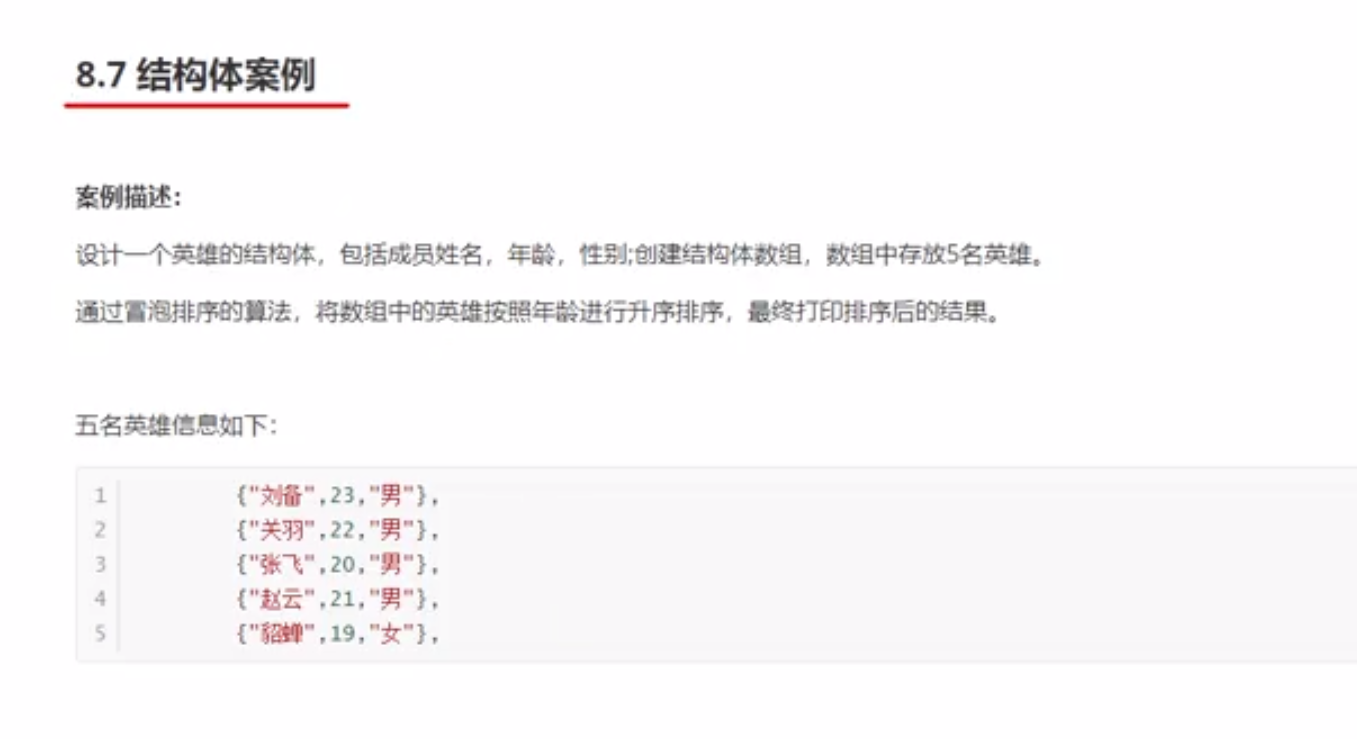 8.7 结构体案例
案例描述：
设计一个英雄的结构体，包括成员姓名，年龄，性别;创建结构体数组，数组中存放5名英雄。
通过冒泡排序的算法，将数组中的英雄按照年龄进行升序排序，最终打印排序后的结果。
五名英雄信息如下：
1 {"刘备",23,"男"},
2 {"关羽",22,"男"},
3 {"张飞",20,"男"},
4 {"赵云",21,"男"},
5 {"貂蝉",19,"女"},